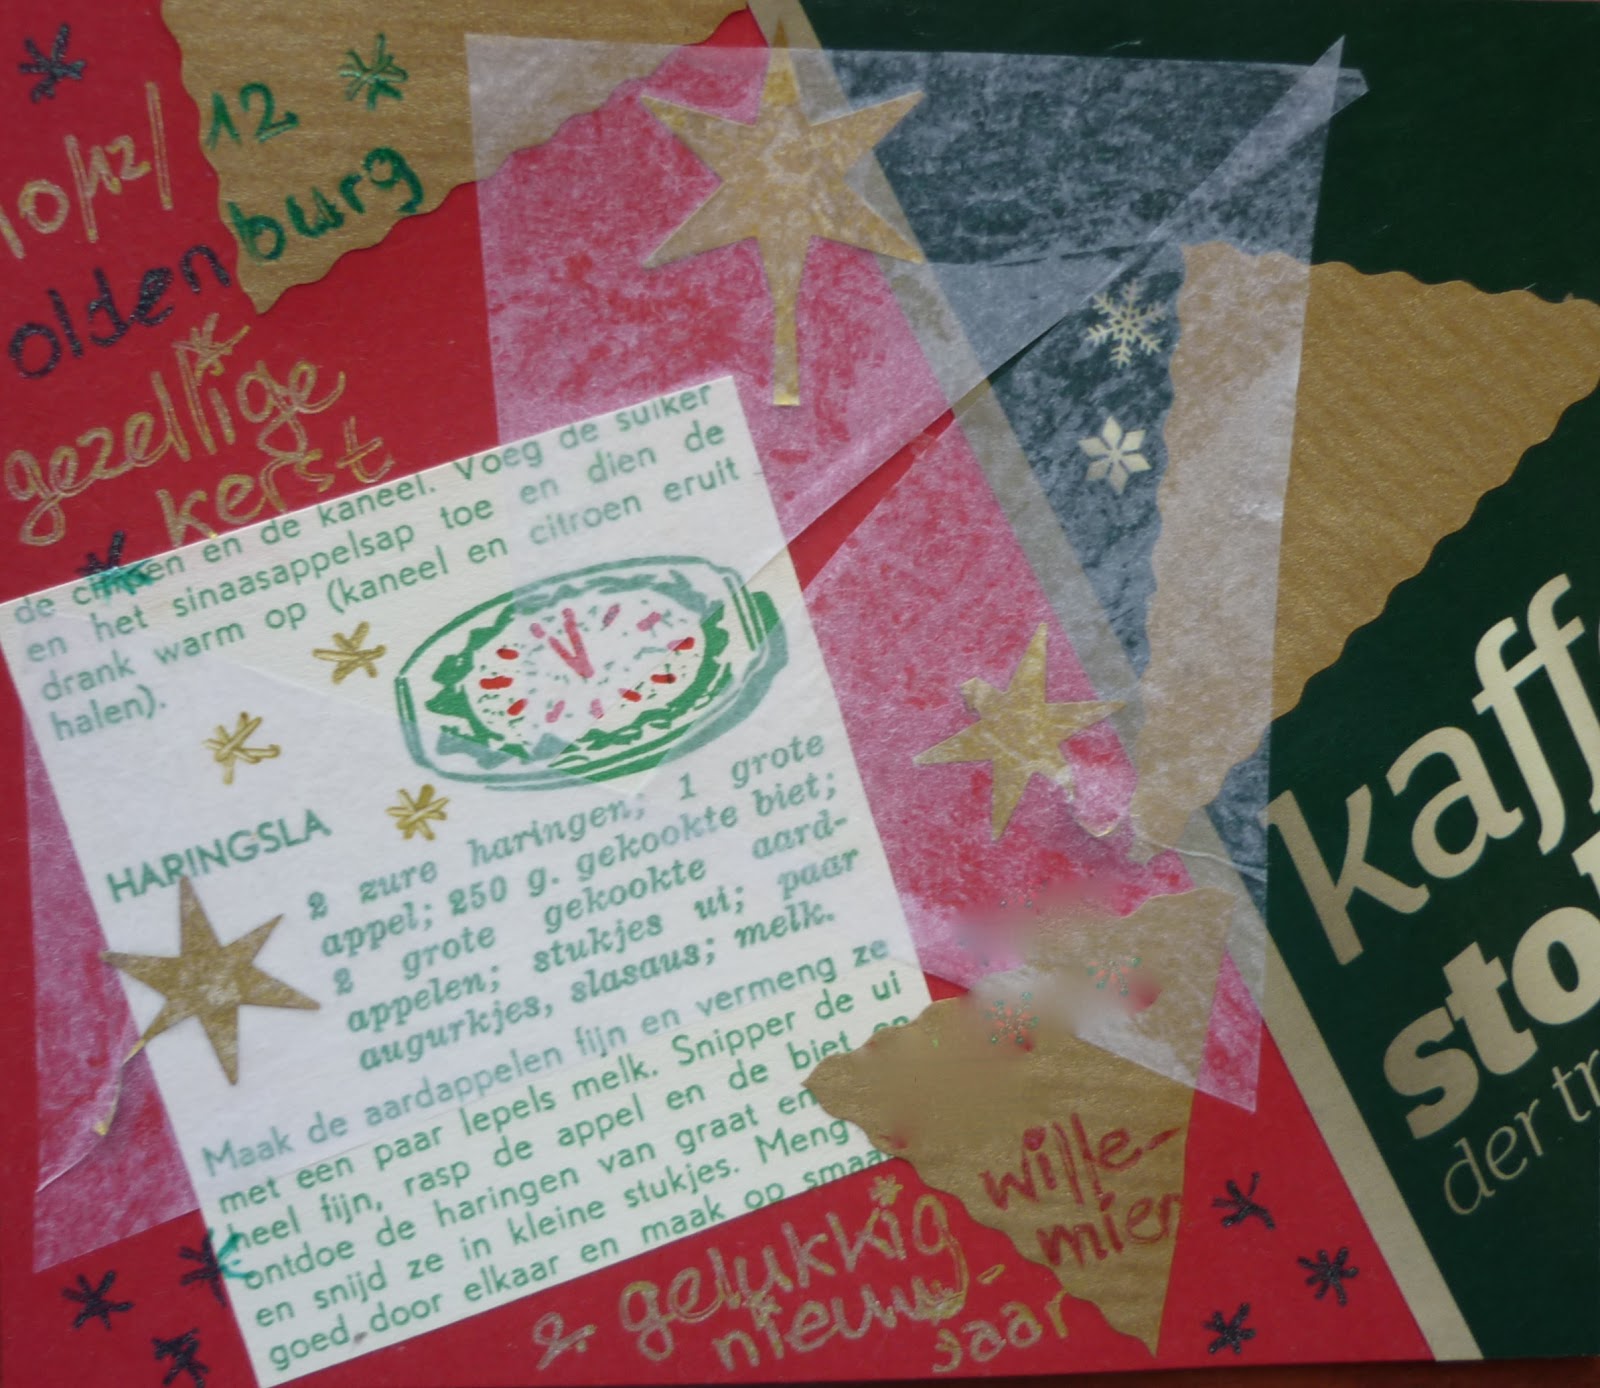 10/12/12
oldenburg
gezellige
kerst
de citroen en de kaneel. Voeg de suiker
en het sinaasappelsap toe en dien de
drank warm op (kaneel en citroen eruit
halen).
HARINGSLA
2 zure haringen; 1 grote
appel; 250 g. gekookte biet;
2 grote gekookte aard-
appelen; stukjes ui; paar
augurkjes, slasaus; melk.
Maak de aardappelen fijn en vermeng ze
met een paar lepels melk. Snipper de ui
heel fijn, rasp de appel en de biet en
ontdoe de haringen van graat en
en snijd ze in kleine stukjes. Meng
goed door elkaar en maak op smaak
& gelukkig
nieuw-
jaar
wille-
mien
kaff
sto
der tr